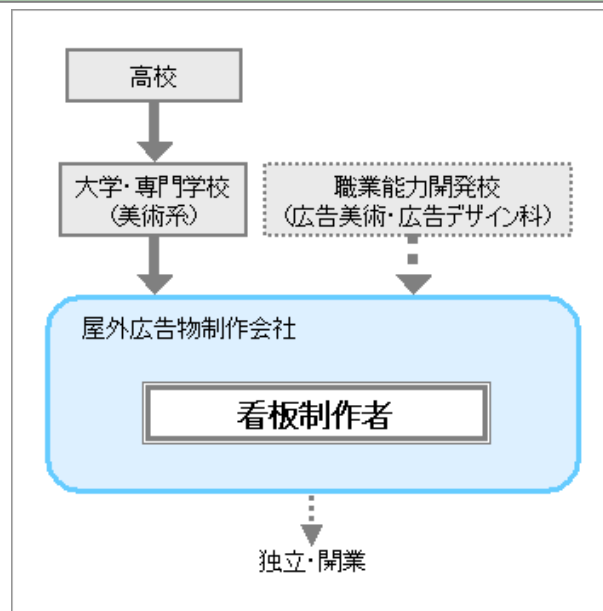 高校
大学・専門学校
（美術系）
職業能力開発校
（広告美術・広告デザイン科）
屋外広告物制作会社
看板制作者
独立・開業